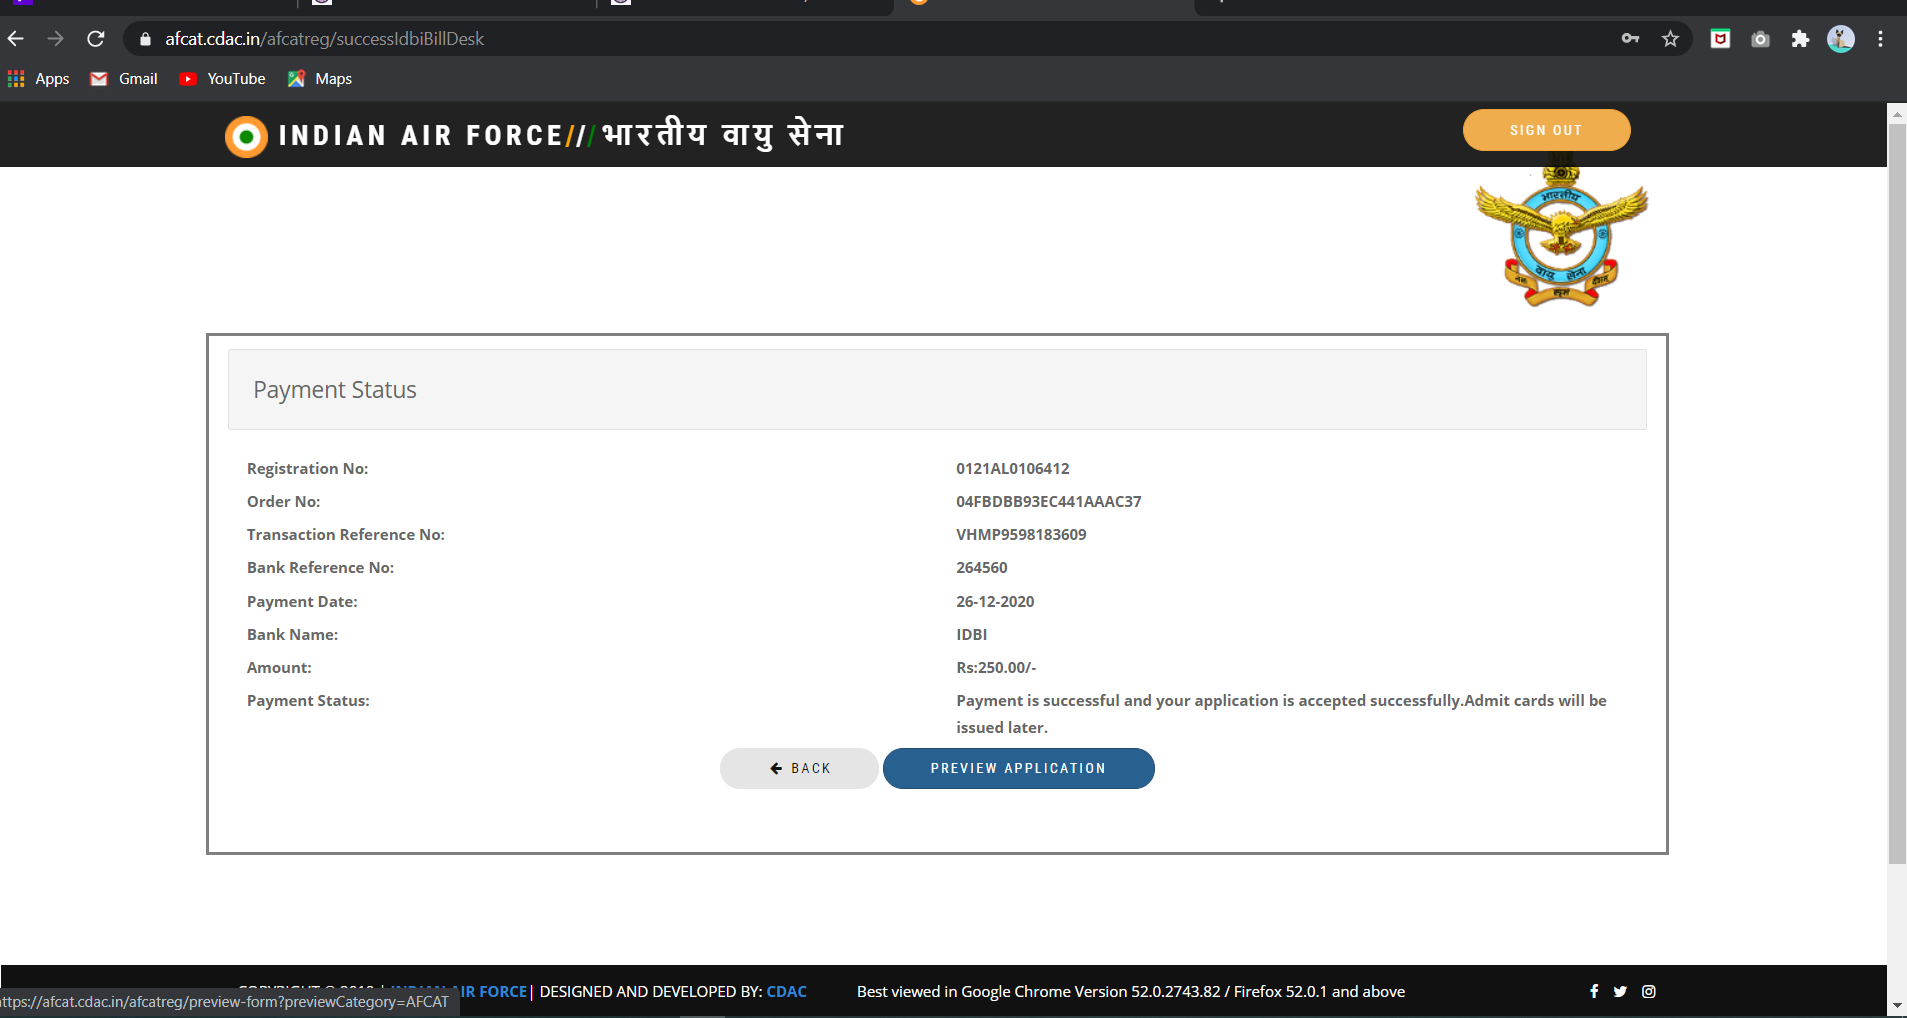 afcat.cdac.in/afcatreg/successIdbiBillDesk
Apps Gmail YouTube Maps
INDIAN AIR FORCE///भारतीय वायु सेना
SIGN OUT
भारतीय
वायु सेना
Payment Status
Registration No: 0121AL0106412
Order No: 04FBDBB93EC441AAAC37
Transaction Reference No: VHMP9598183609
Bank Reference No: 264560
Payment Date: 26-12-2020
Bank Name: IDBI
Amount: Rs:250.00/-
Payment Status: Payment is successful and your application is accepted successfully.Admit cards will be
issued later.
BACK PREVIEW APPLICATION
AIR FORCE| DESIGNED AND DEVELOPED BY: CDAC Best viewed in Google Chrome Version 52.0.2743.82 / Firefox 52.0.1 and above
ttps://afcat.cdac.in/afcatreg/preview-form?previewCategory=AFCAT